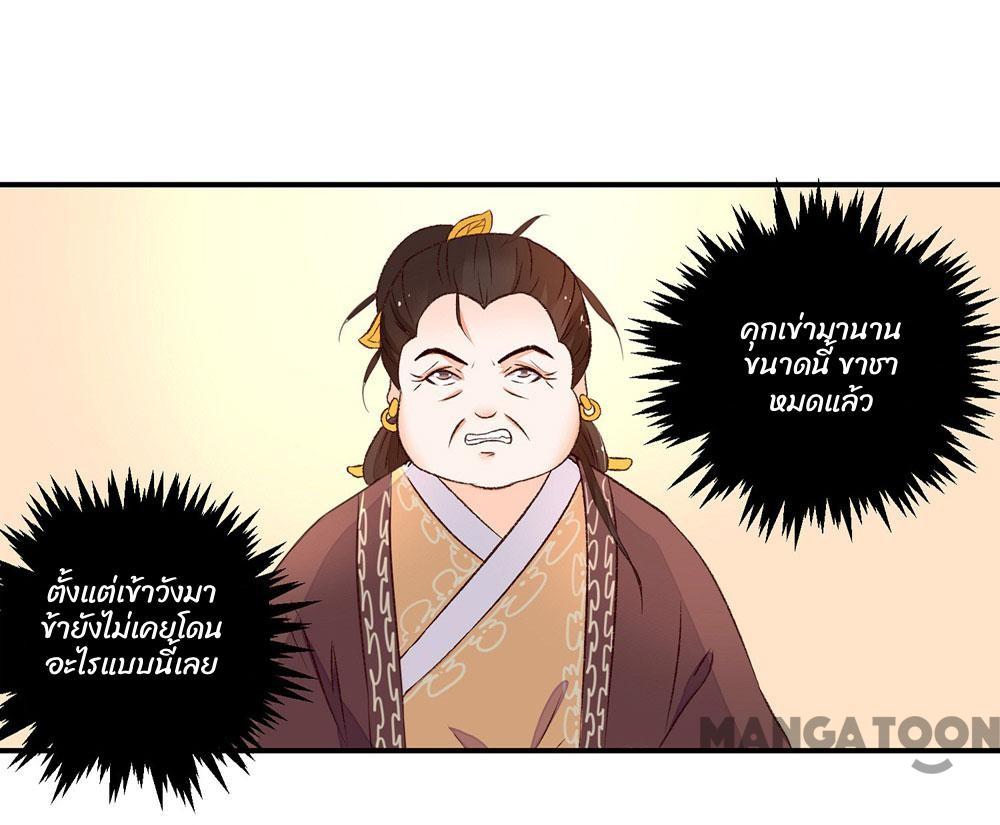 คุกเข่ามานาน
ขนาดนี้ ขาชา
หมดแล้ว
ตั้งแต่เข้าวังมา
ข้ายังไม่เคยโดน
อะไรแบบนี้เลย
MANGATOON